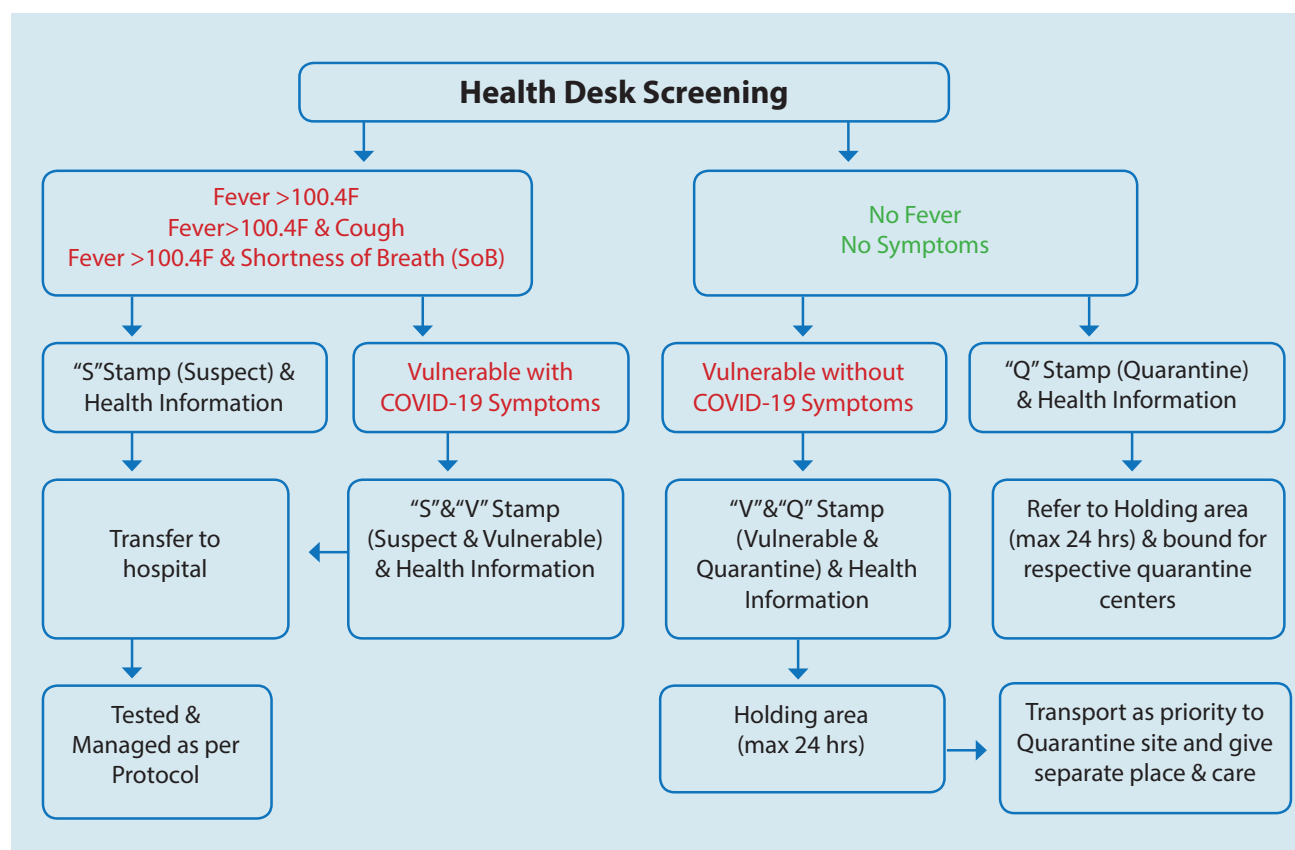 Health Desk Screening
Fever >100.4F
Fever>100.4F & Cough
Fever >100.4F & Shortness of Breath (SoB)
No Fever
No Symptoms
“S”Stamp (Suspect) &
Health Information
Vulnerable with
COVID-19 Symptoms
Vulnerable without
COVID-19 Symptoms
“Q” Stamp (Quarantine)
& Health Information
Transfer to
hospital
“S”&“V” Stamp
(Suspect & Vulnerable)
& Health Information
“V”&“Q” Stamp
(Vulnerable &
Quarantine) & Health
Information
Refer to Holding area
(max 24 hrs) & bound for
respective quarantine
centers
Tested &
Managed as per
Protocol
Holding area
(max 24 hrs)
Transport as priority to
Quarantine site and give
separate place & care